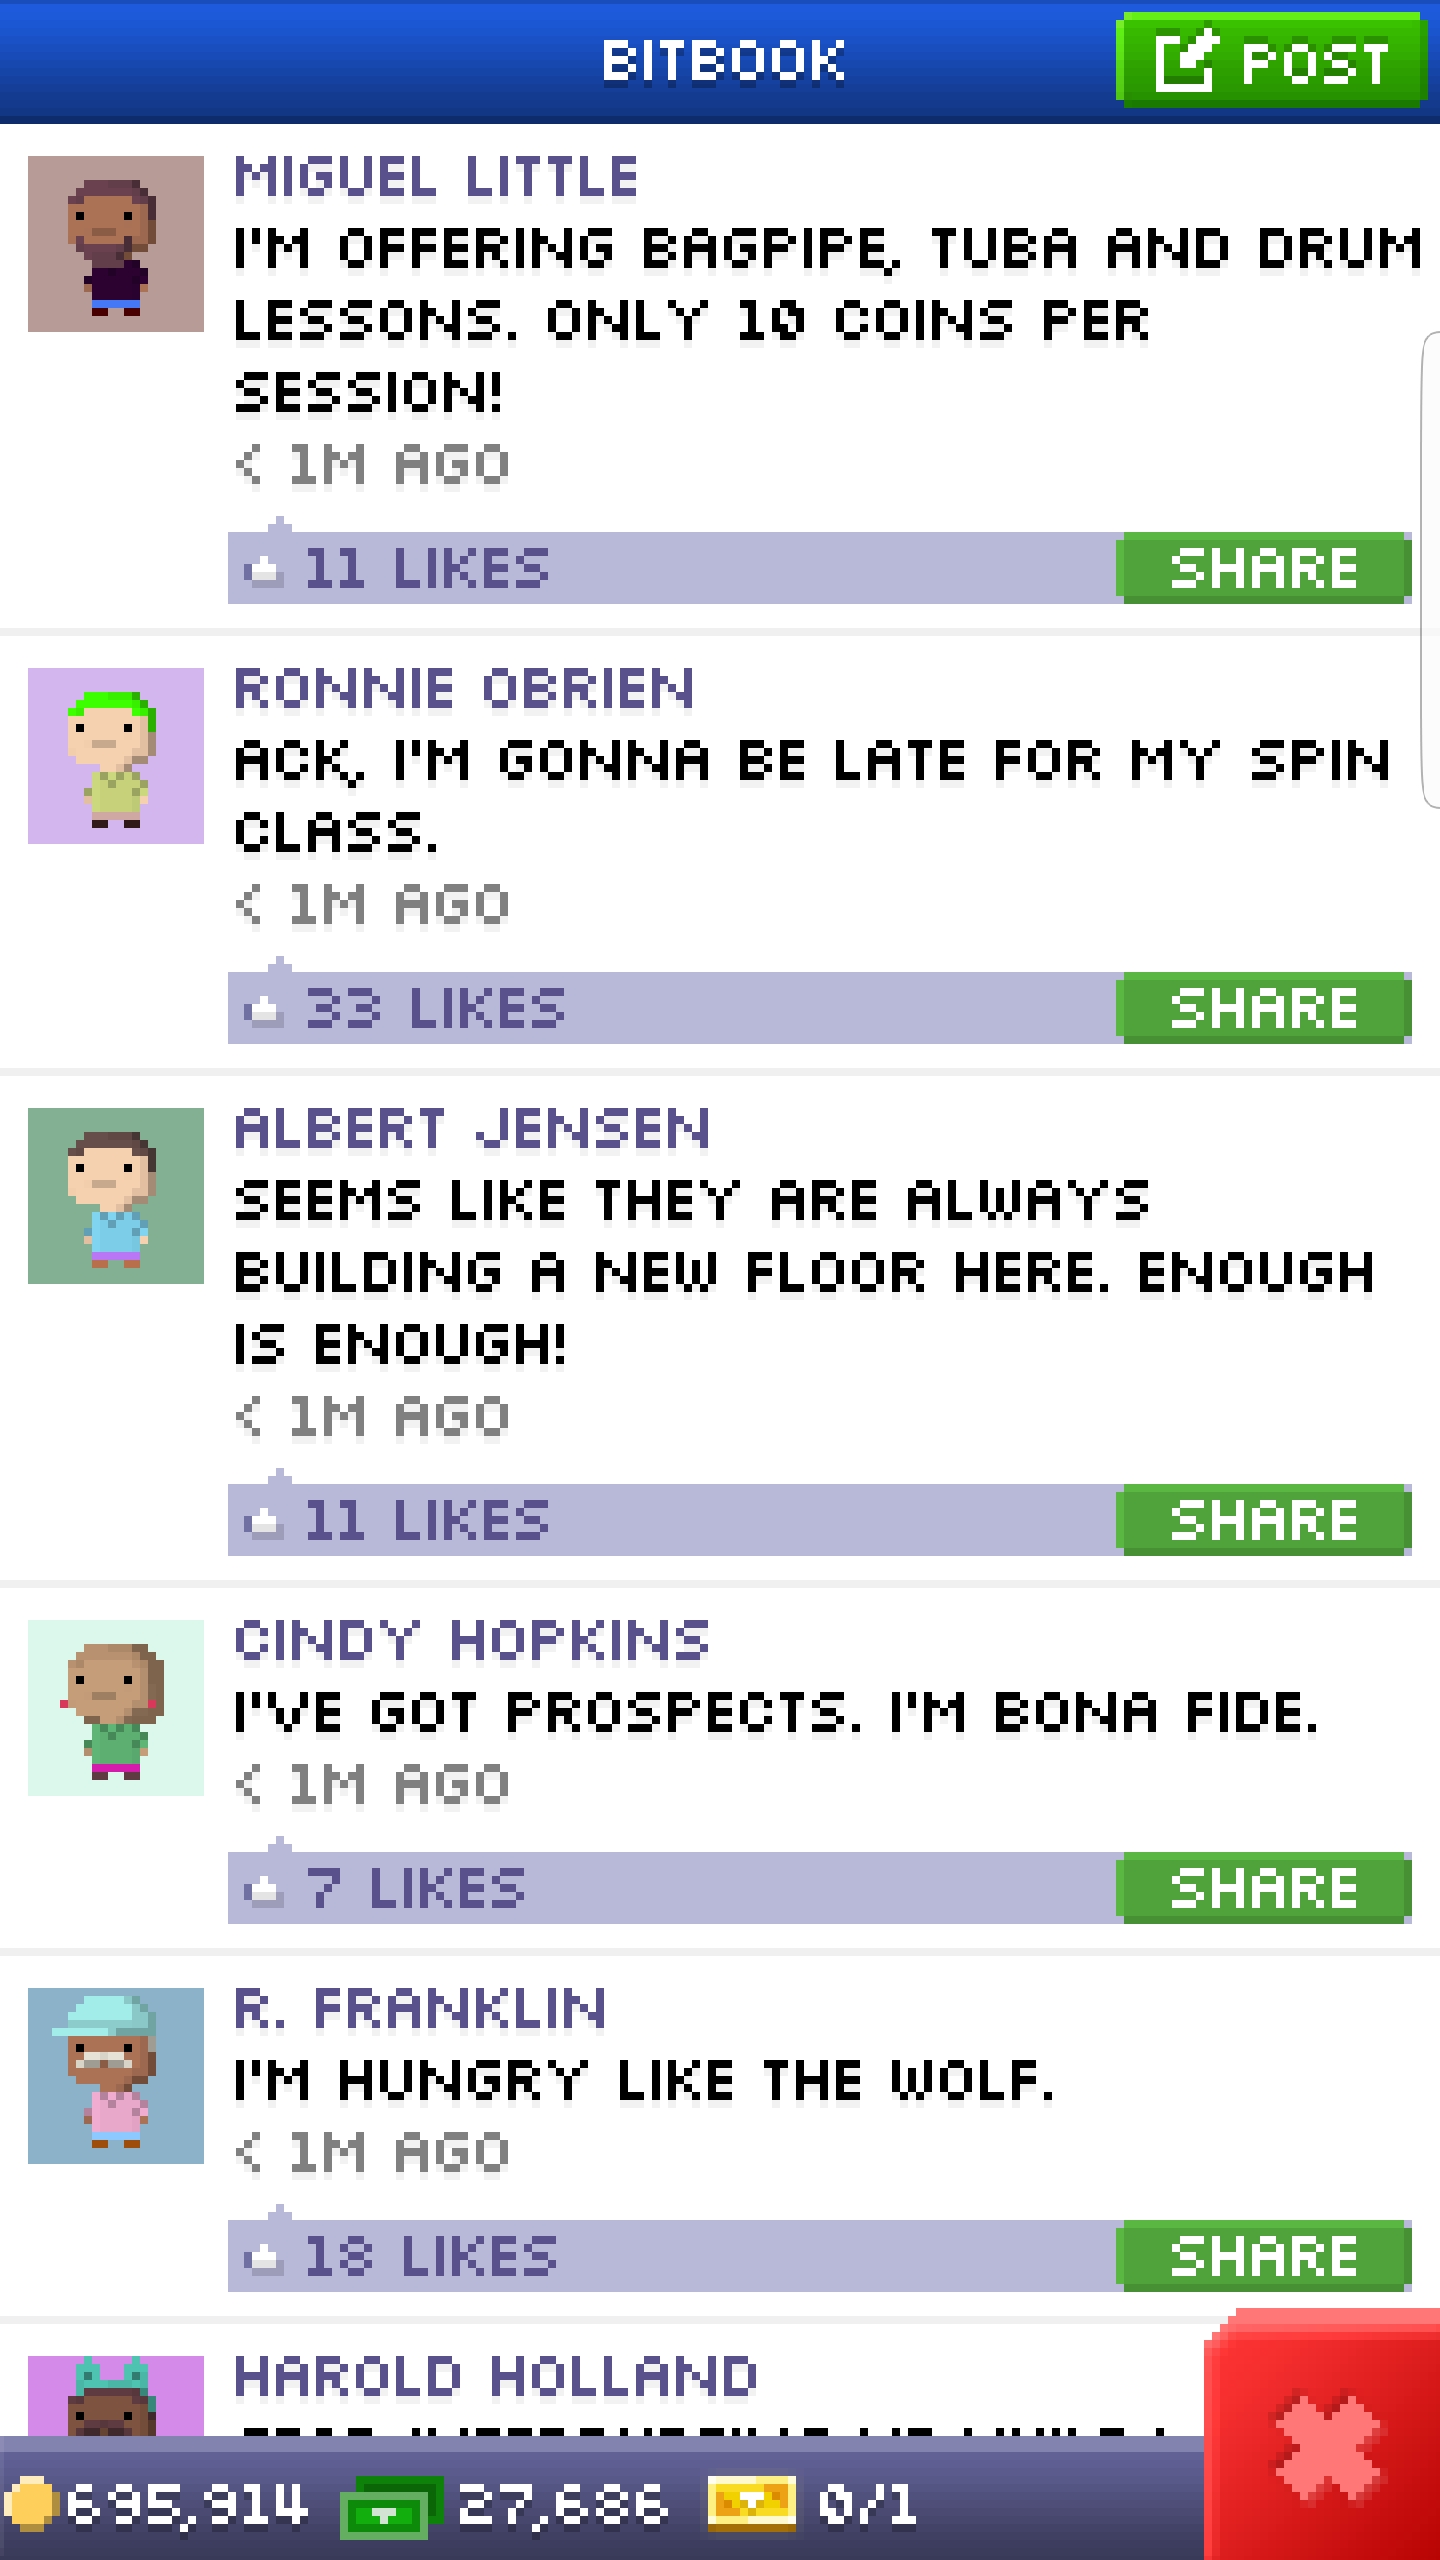 BITBOOK
POST
MIGUEL LITTLE
I'M OFFERING BAGPIPE, TUBA AND DRUM
LESSONS. ONLY 10 COINS PER
SESSION!
< 1M AGO
11 LIKES
SHARE
RONNIE OBRIEN
ACK, I'M GONNA BE LATE FOR MY SPIN
CLASS.
< 1M AGO
33 LIKES
SHARE
ALBERT JENSEN
SEEMS LIKE THEY ARE ALWAYS
BUILDING A NEW FLOOR HERE. ENOUGH
IS ENOUGH!
< 1M AGO
11 LIKES
SHARE
CINDY HOPKINS
I'VE GOT PROSPECTS. I'M BONA FIDE.
< 1M AGO
7 LIKES
SHARE
R. FRANKLIN
I'M HUNGRY LIKE THE WOLF.
< 1M AGO
18 LIKES
SHARE
HAROLD HOLLAND
695,914
27,686
0/1